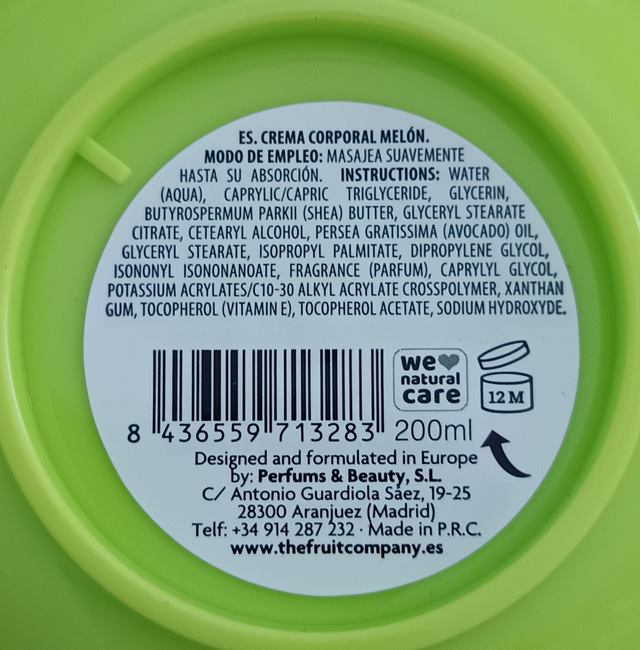 ES. CREMA CORPORAL MELÓN.
MODO DE EMPLEO: MASAJEA SUAVEMENTE
HASTA SU ABSORCIÓN. INSTRUCTIONS: WATER
(AQUA), CAPRYLIC/CAPRIC TRIGLYCERIDE, GLYCERIN,
BUTYROSPERMUM PARKII (SHEA) BUTTER, GLYCERYL STEARATE
CITRATE, CETEARYL ALCOHOL, PERSEA GRATISSIMA (AVOCADO) OIL,
GLYCERYL STEARATE, ISOPROPYL PALMITATE, DIPROPYLENE GLYCOL,
ISONONYL ISONONANOATE, FRAGRANCE (PARFUM), CAPRYLYL GLYCOL,
POTASSIUM ACRYLATES/C10-30 ALKYL ACRYLATE CROSSPOLYMER, XANTHAN
GUM, TOCOPHEROL (VITAMIN E), TOCOPHEROL ACETATE, SODIUM HYDROXYDE.
we
natural
care
12 M
8 436559 713283
200ml
Designed and formulated in Europe
by: Perfums & Beauty, S.L.
C/ Antonio Guardiola Sáez, 19-25
28300 Aranjuez (Madrid)
Telf: +34 914 287 232 · Made in P.R.C.
www.thefruitcompany.es